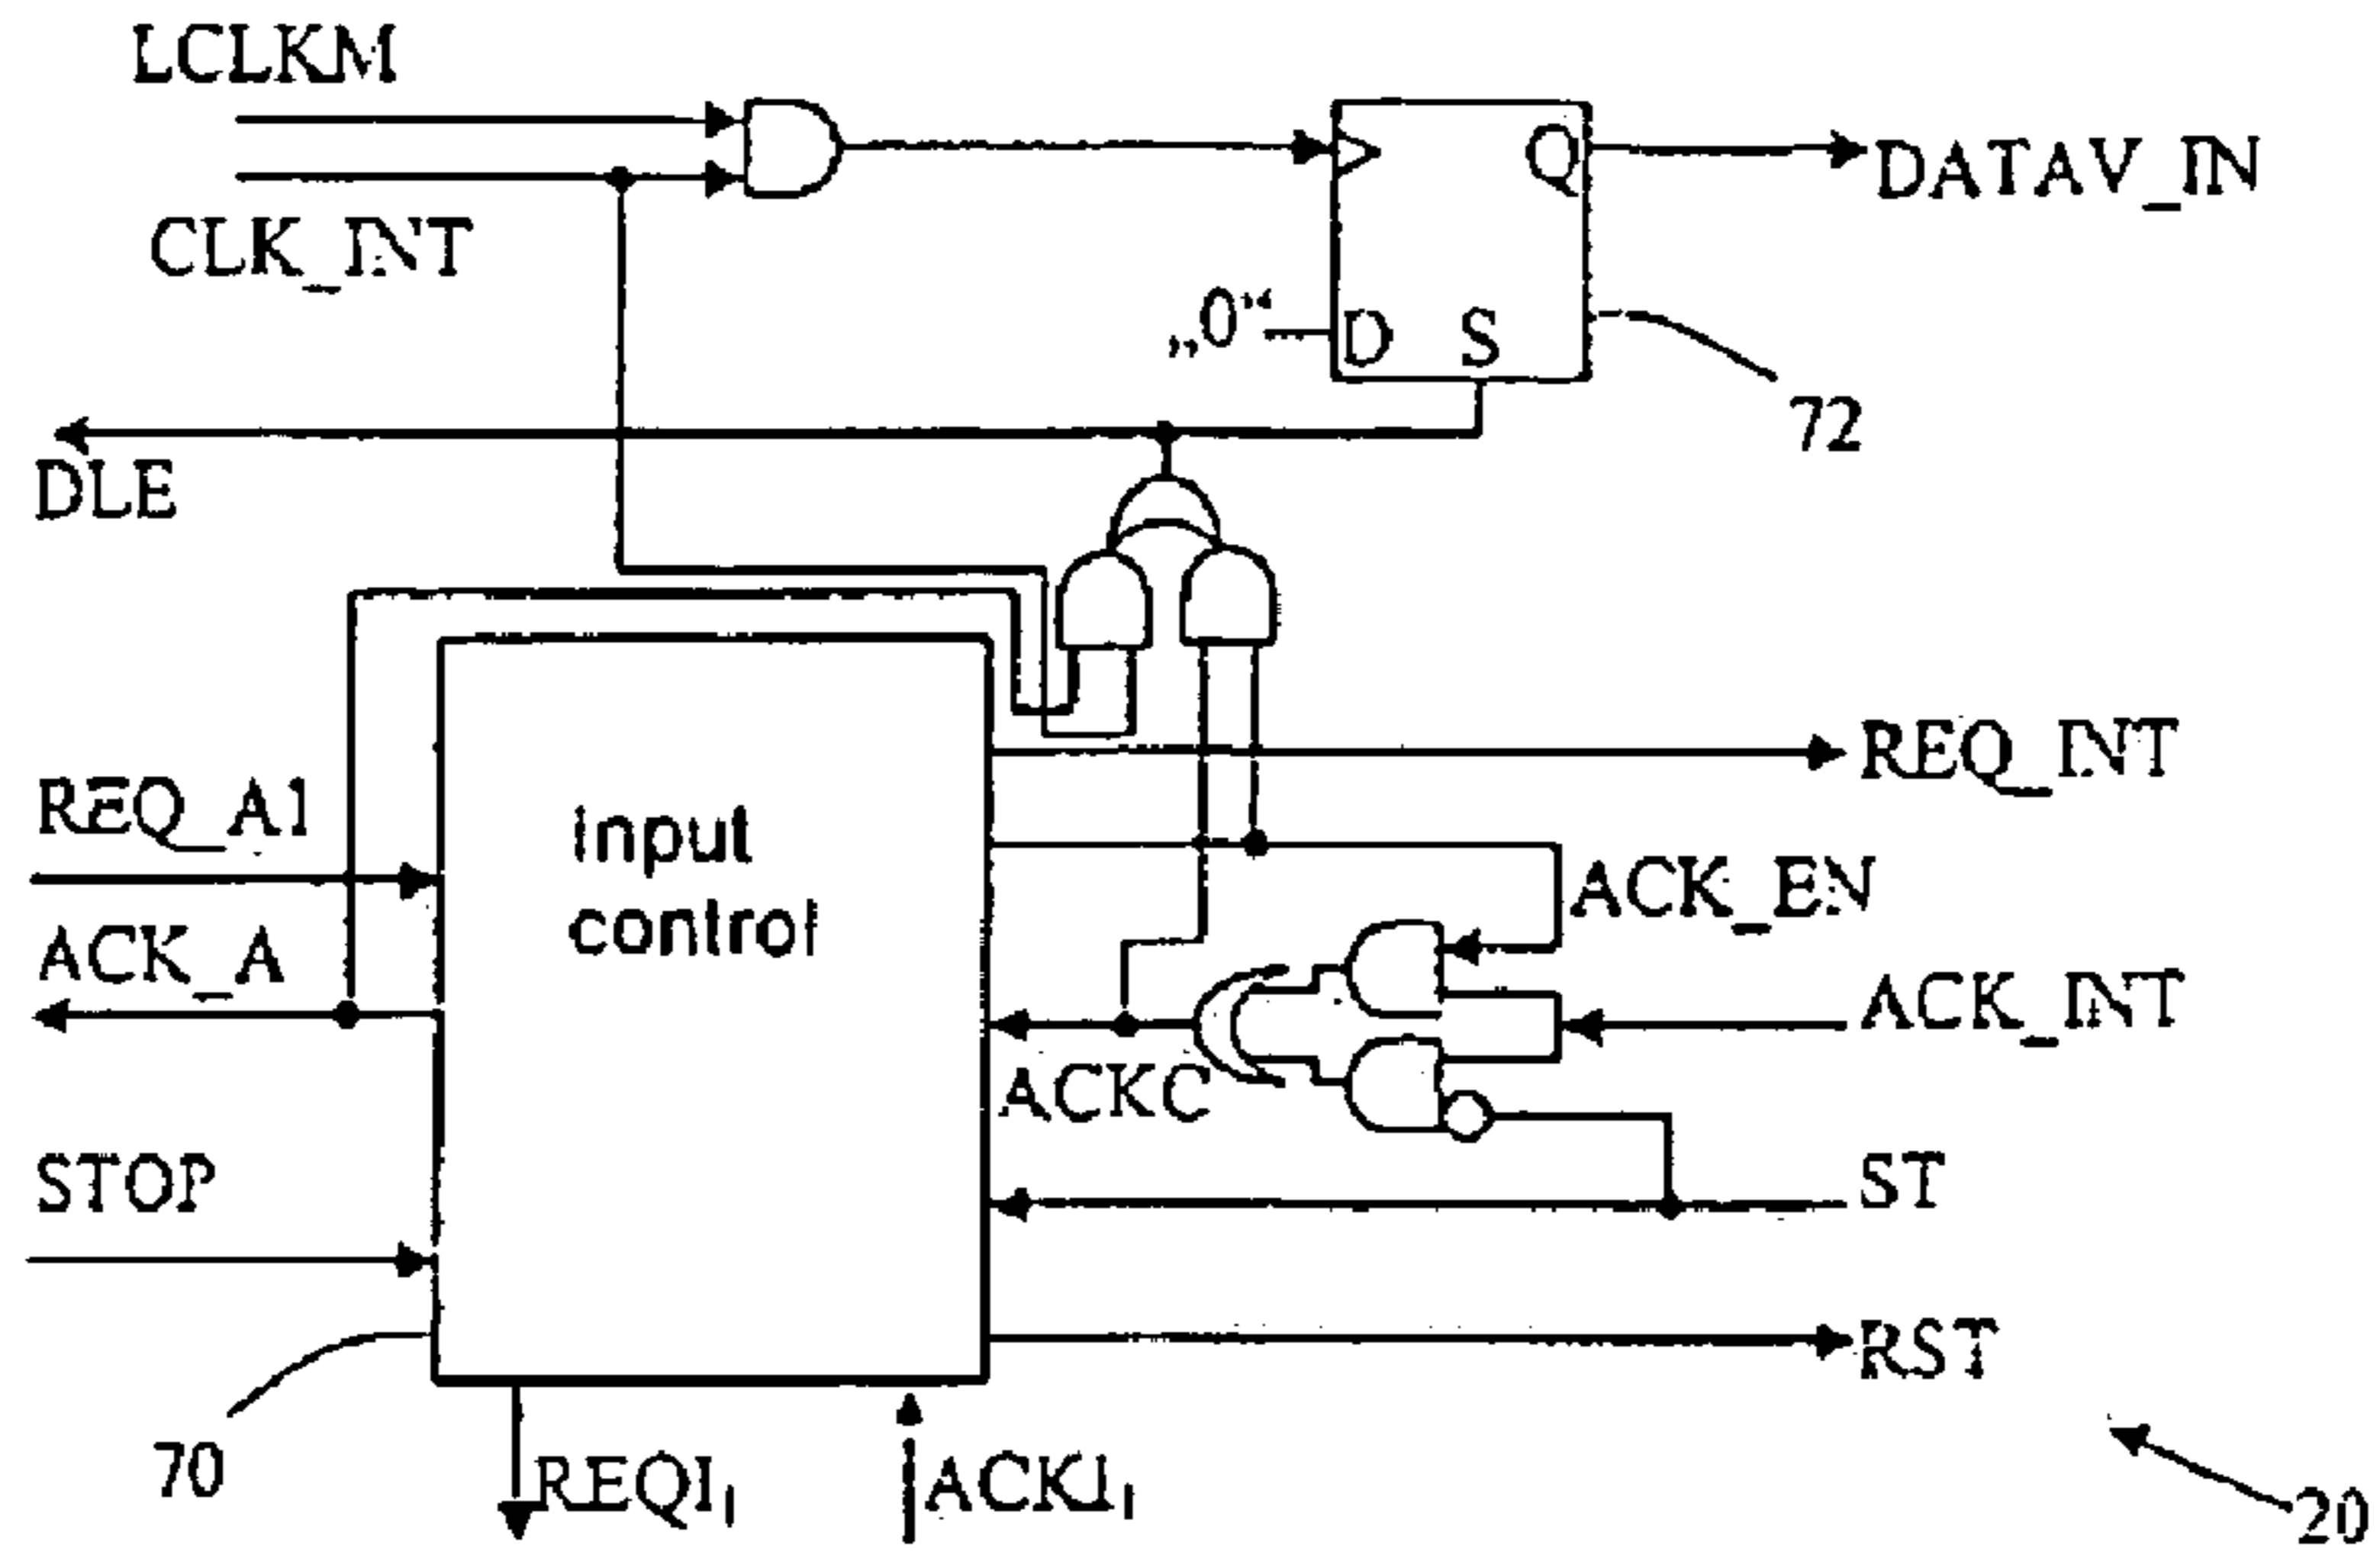 LCLKM
CLK_INT
Q
DATAV_IN
„0“
D
S
72
DLE
REQ_INT
REQ_A1
Input
control
ACK_EN
ACK_A
ACK_INT
ACKC
STOP
ST
RST
70
REQI₁
ACKI₁
20